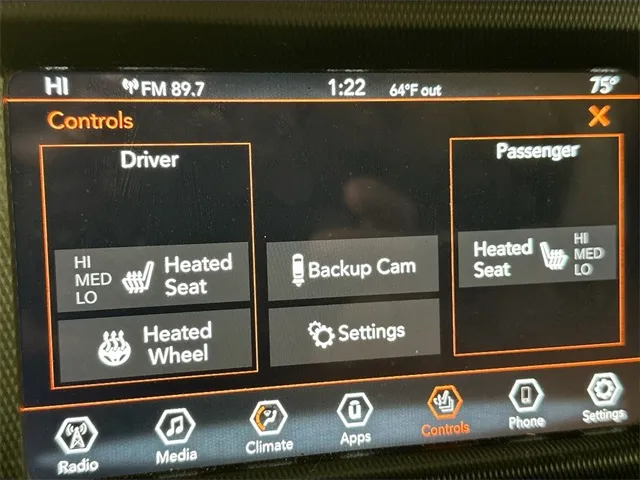 HI FM 89.7 1:22 64°F out 75°
Controls
Driver
Passenger
HI
MED
LO
Heated
Seat
Backup Cam
Heated
Seat
HI
MED
LO
Heated
Wheel
Settings
Radio Media Climate Apps Controls Phone Settings